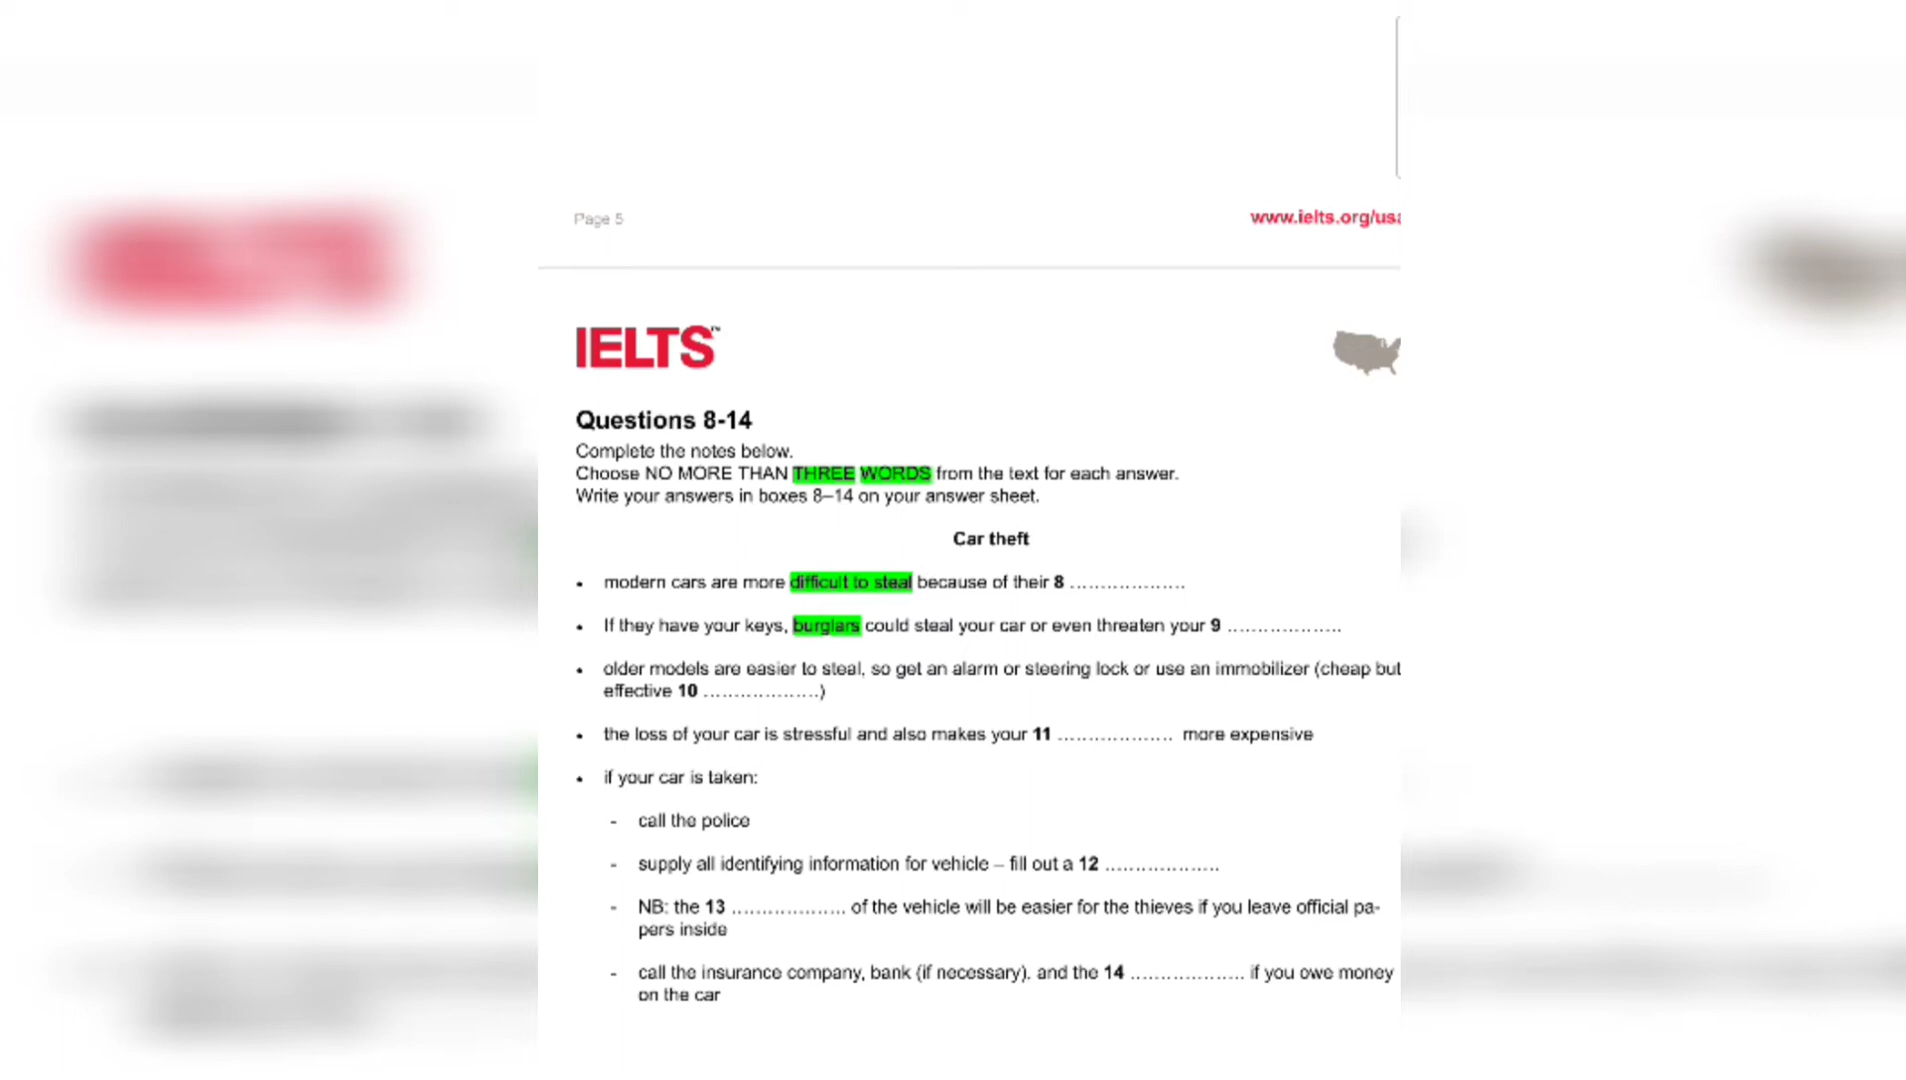 Page 5
www.ielts.org/usa
IELTS™
Questions 8-14
Complete the notes below.
Choose NO MORE THAN THREE WORDS from the text for each answer.
Write your answers in boxes 8–14 on your answer sheet.
Car theft
• modern cars are more difficult to steal because of their 8 ...................
• If they have your keys, burglars could steal your car or even threaten your 9 ...................
• older models are easier to steal, so get an alarm or steering lock or use an immobilizer (cheap but
effective 10 ...................)
• the loss of your car is stressful and also makes your 11 ................... more expensive
• if your car is taken:
- call the police
- supply all identifying information for vehicle – fill out a 12 ...................
- NB: the 13 ................... of the vehicle will be easier for the thieves if you leave official pa-
pers inside
- call the insurance company, bank (if necessary). and the 14 ................... if you owe money
on the car